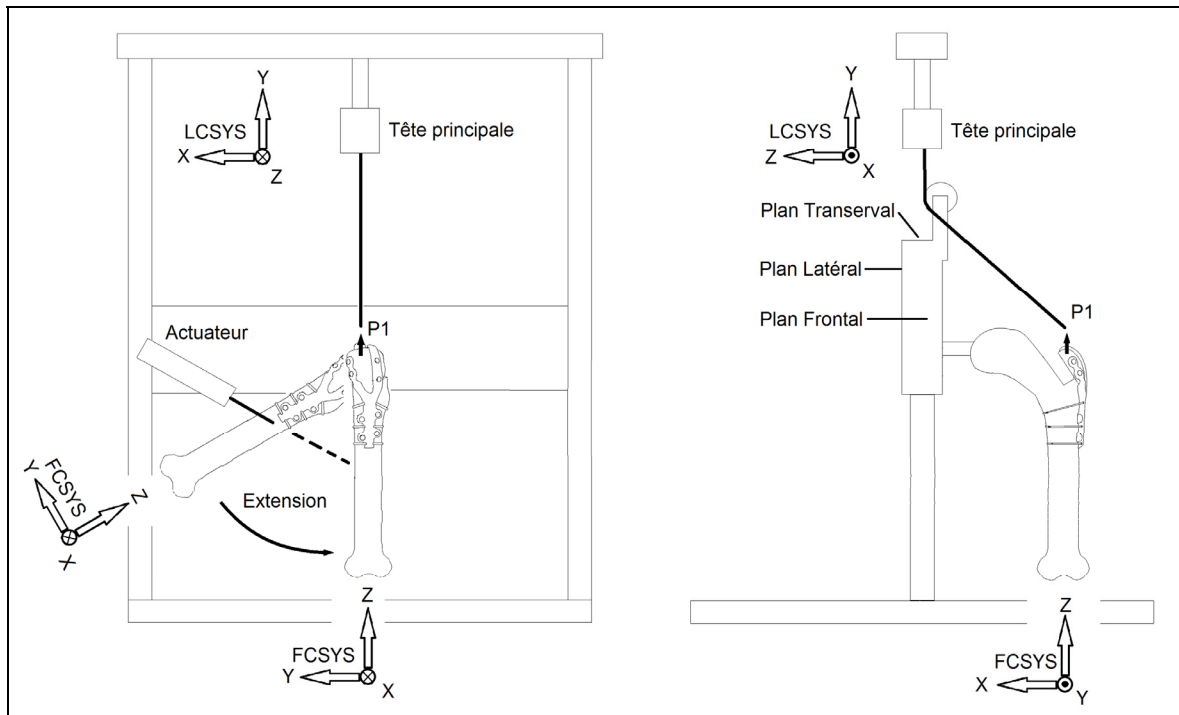 Y
LCSYS
X
Z
Tête principale
Actuateur
P1
Extension
Y
FCSYS
Z
X
Z
FCSYS
Y
X
Y
LCSYS
Z
X
Tête principale
Plan Transerval
Plan Latéral
Plan Frontal
P1
Z
FCSYS
X
Y